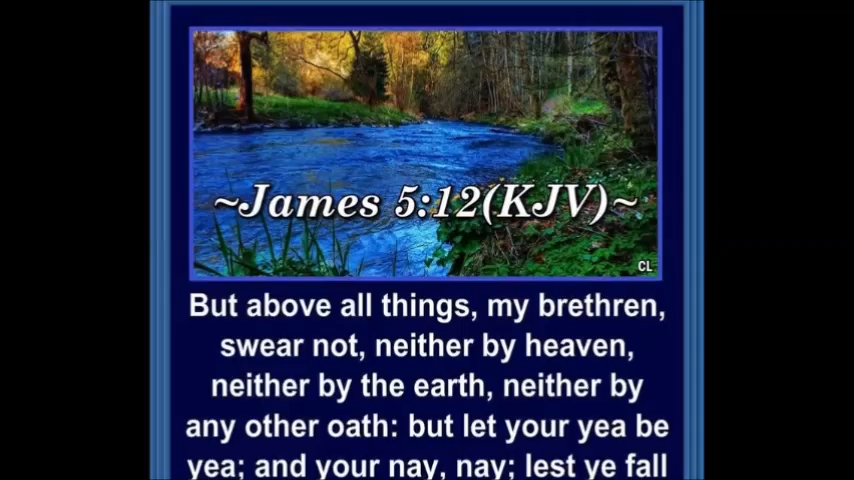 ~James 5:12(KJV)~
CL
But above all things, my brethren,
swear not, neither by heaven,
neither by the earth, neither by
any other oath: but let your yea be
yea; and your nay, nay; lest ye fall